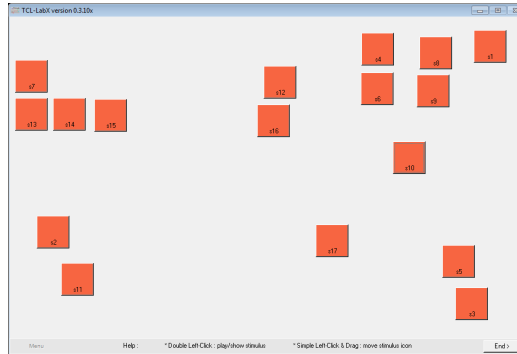 TCL-LabX version 0.3.10x
s1
s4
s8
s7
s12
s6
s9
s13
s14
s15
s16
s10
s2
s17
s5
s11
s3
Menu
Help :
* Double Left-Click : play/show stimulus
* Simple Left-Click & Drag : move stimulus icon
End >